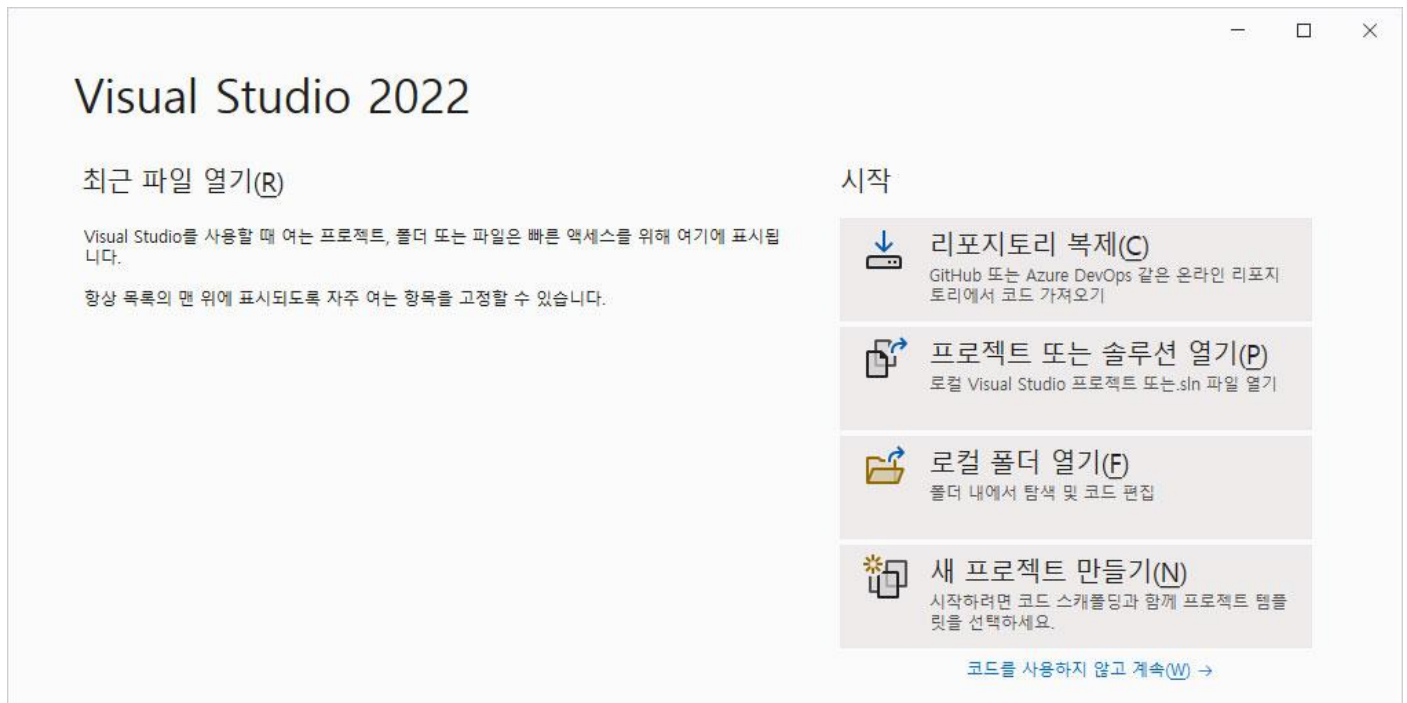 Visual Studio 2022
최근 파일 열기(R)
Visual Studio를 사용할 때 여는 프로젝트, 폴더 또는 파일은 빠른 액세스를 위해 여기에 표시됩
니다.
항상 목록의 맨 위에 표시되도록 자주 여는 항목을 고정할 수 있습니다.
시작
리포지토리 복제(C)
GitHub 또는 Azure DevOps 같은 온라인 리포지
토리에서 코드 가져오기
프로젝트 또는 솔루션 열기(P)
로컬 Visual Studio 프로젝트 또는.sln 파일 열기
로컬 폴더 열기(F)
폴더 내에서 탐색 및 코드 편집
새 프로젝트 만들기(N)
시작하려면 코드 스캐폴딩과 함께 프로젝트 템플
릿을 선택하세요.
코드를 사용하지 않고 계속(W) →